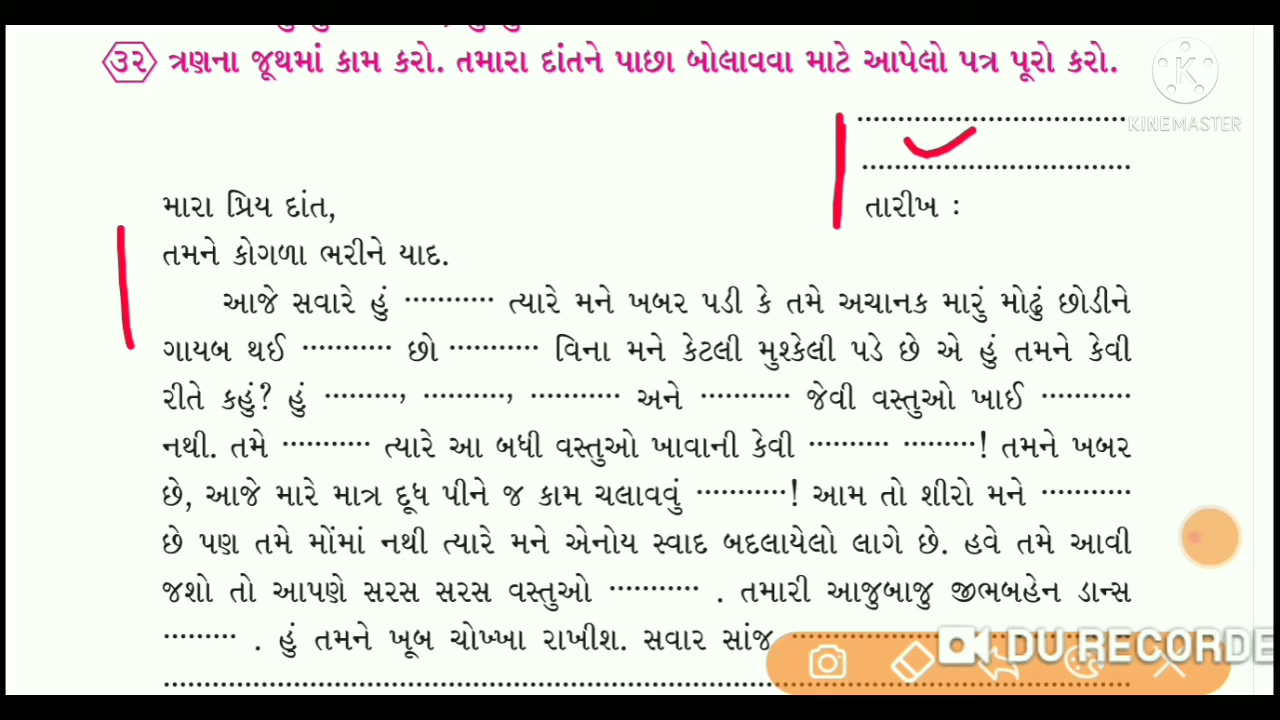 ૩૨ ત્રણના જૂથમાં કામ કરો. તમારા દાંતને પાછા બોલાવવા માટે આપેલો પત્ર પૂરો કરો.
KINEMASTER
..............................
..............................
મારા પ્રિય દાંત, તારીખ :
તમને કોગળા ભરીને યાદ.
આજે સવારે હું ........... ત્યારે મને ખબર પડી કે તમે અચાનક મારું મોઢું છોડીને
ગાયબ થઈ ........... છો ........... વિના મને કેટલી મુશ્કેલી પડે છે એ હું તમને કેવી
રીતે કહું? હું ..........., ..........., ........... અને ........... જેવી વસ્તુઓ ખાઈ ...........
નથી. તમે ........... ત્યારે આ બધી વસ્તુઓ ખાવાની કેવી .......... ..........! તમને ખબર
છે, આજે મારે માત્ર દૂધ પીને જ કામ ચલાવવું ...........! આમ તો શીરો મને ...........
છે પણ તમે મોંમાં નથી ત્યારે મને એનોય સ્વાદ બદલાયેલો લાગે છે. હવે તમે આવી
જશો તો આપણે સરસ સરસ વસ્તુઓ ........... . તમારી આજુબાજુ જીભબહેન ડાન્સ
.......... . હું તમને ખૂબ ચોખ્ખા રાખીશ. સવાર સાંજ ..............................
DU RECORDE